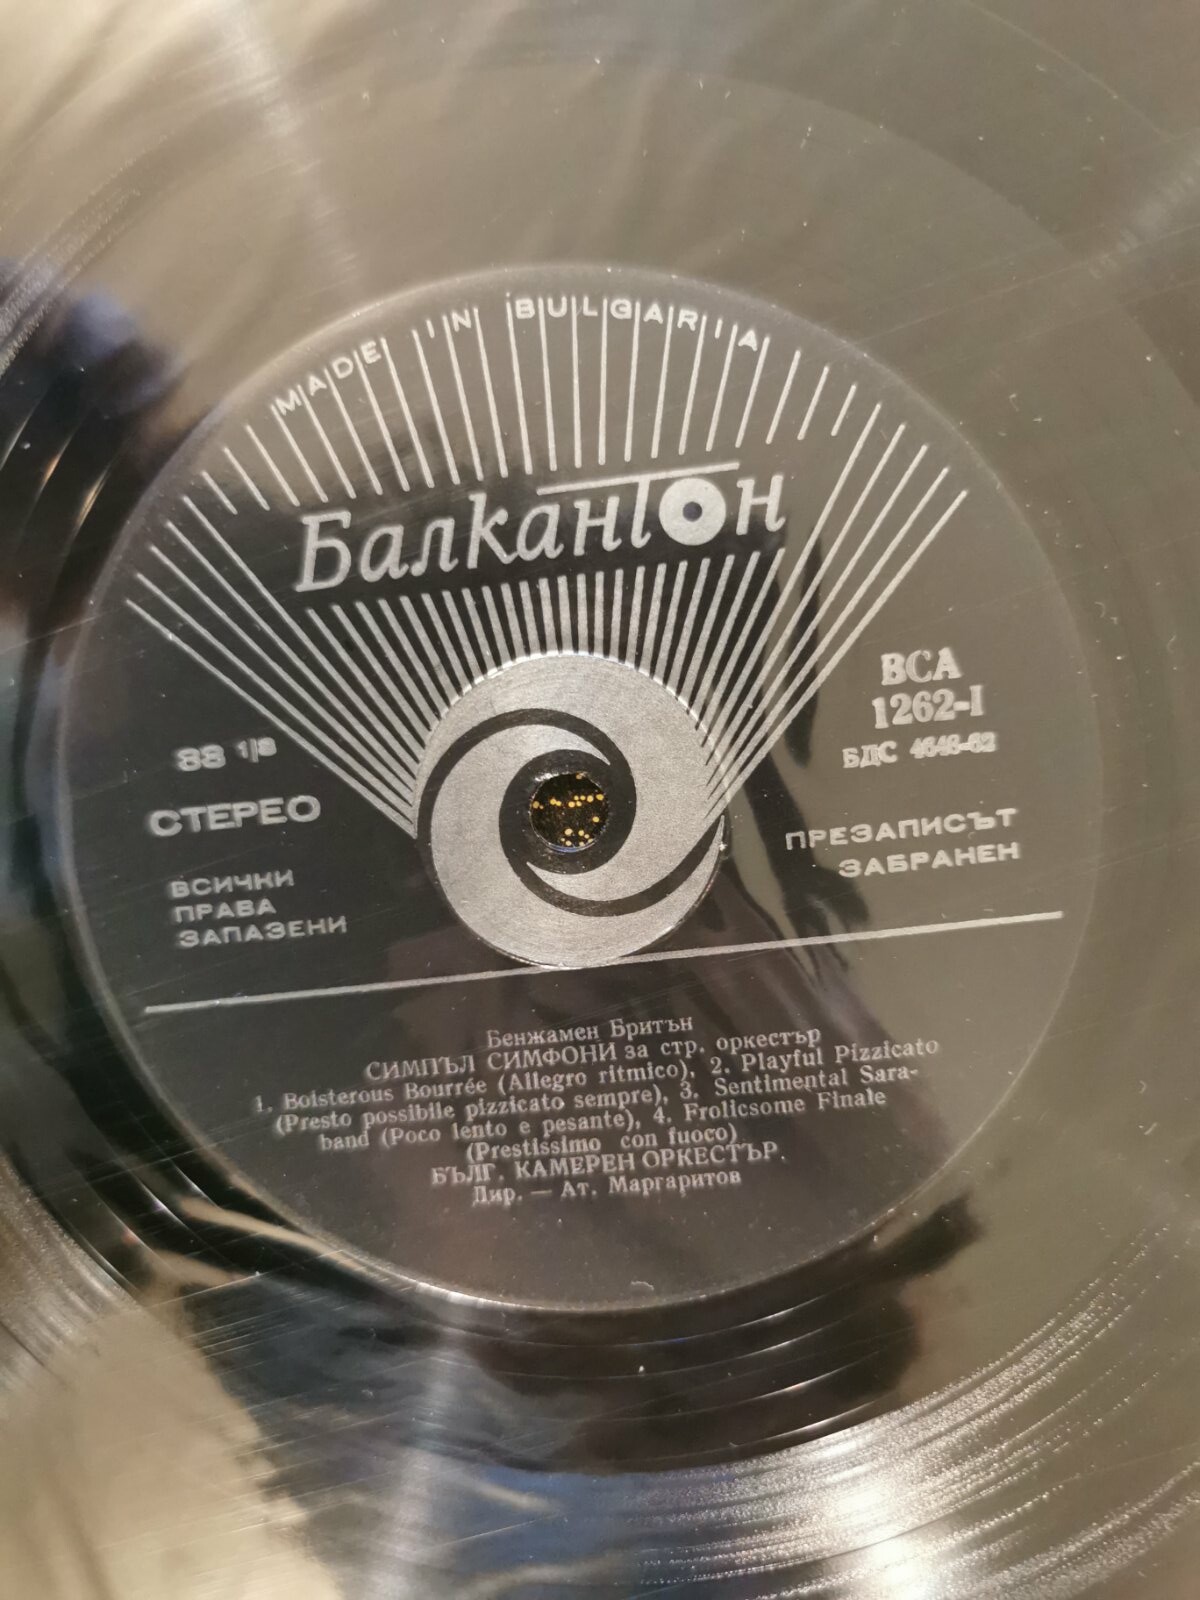 MADE IN BULGARIA
Балкантон
ВСА
1262-I
БДС 4646-62
33 1/3
СТЕРЕО
ПРЕЗАПИСЪТ
ЗАБРАНЕН
ВСИЧКИ
ПРАВА
ЗАПАЗЕНИ
Бенжамен Бритън
СИМПЪЛ СИМФОНИ за стр. оркестър
1. Boisterous Bourrée (Allegro ritmico), 2. Playful Pizzicato
(Presto possibile pizzicato sempre), 3. Sentimental Sara-
band (Poco lento e pesante), 4. Frolicsome Finale
(Prestissimo con fuoco)
БЪЛГ. КАМЕРЕН ОРКЕСТЪР.
Дир. — Ат. Маргаритов